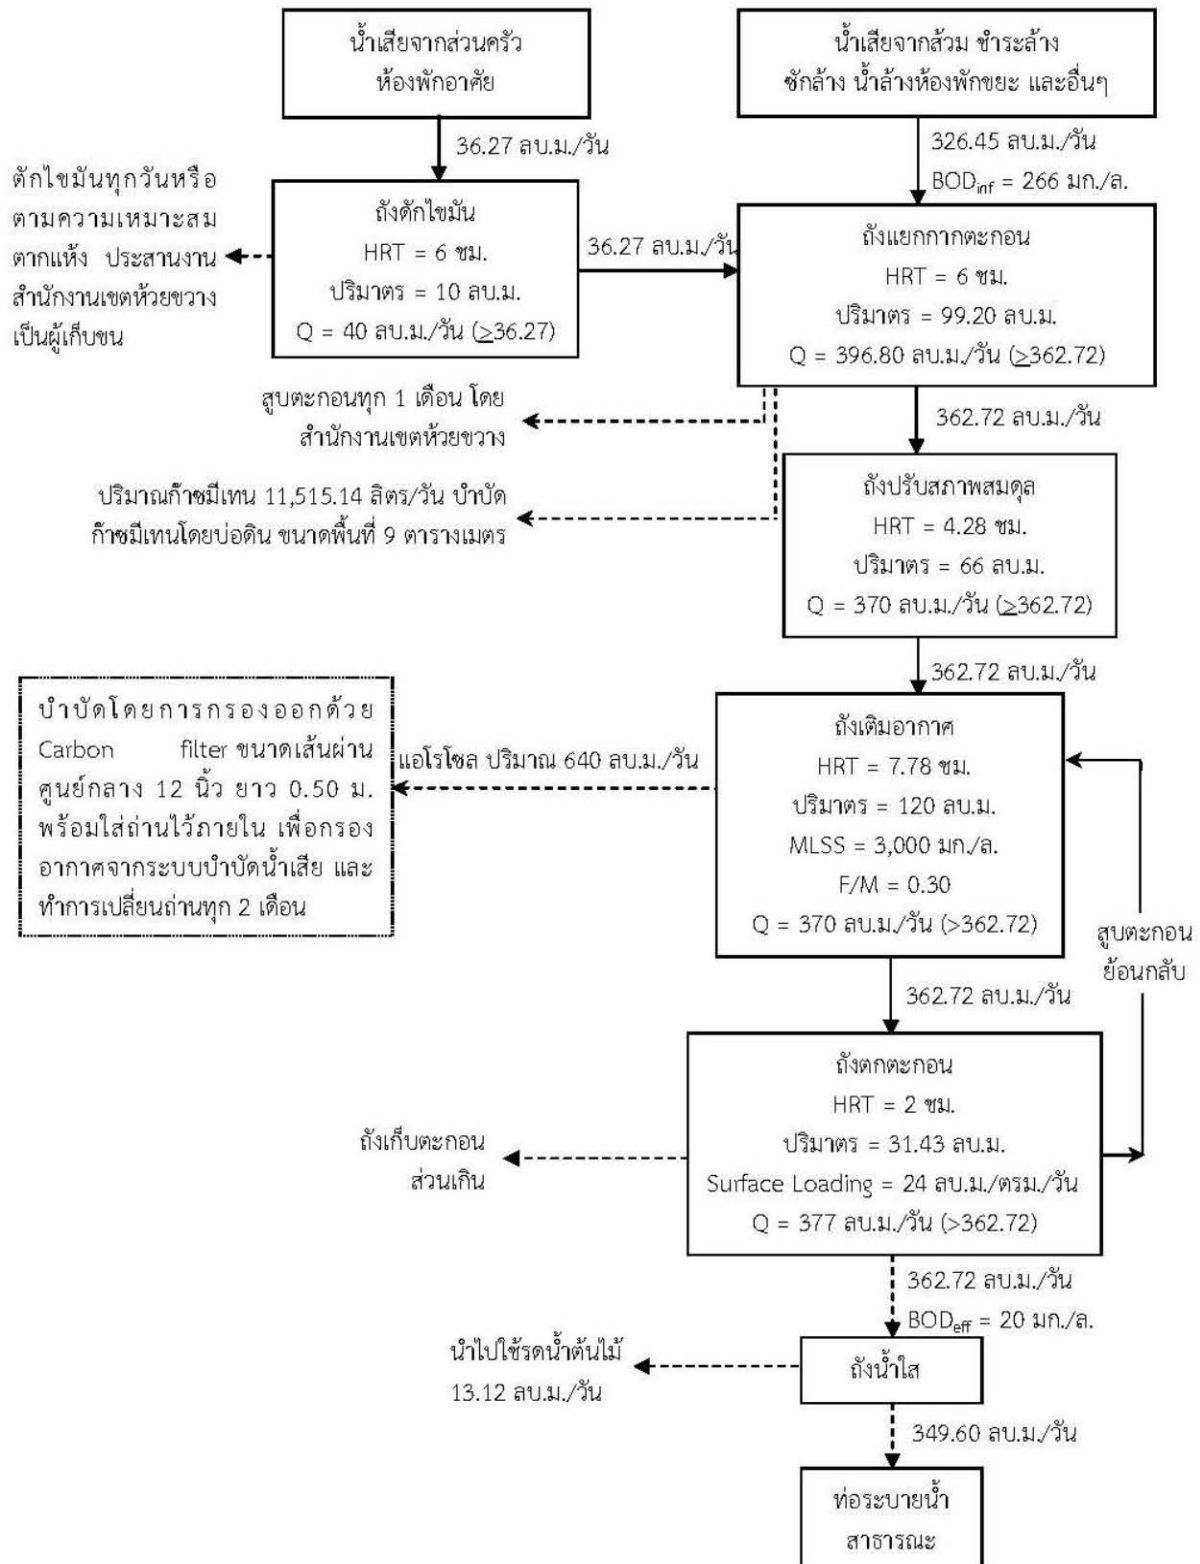 น้ำเสียจากส่วนครัว
ห้องพักอาศัย
น้ำเสียจากส้วม ชำระล้าง
ซักล้าง น้ำล้างห้องพักขยะ และอื่นๆ
36.27 ลบ.ม./วัน
326.45 ลบ.ม./วัน
BODinf = 266 มก./ล.
ตักไขมันทุกวันหรือ
ตามความเหมาะสม
ตากแห้ง ประสานงาน
สำนักงานเขตห้วยขวาง
เป็นผู้เก็บขน
ถังดักไขมัน
HRT = 6 ชม.
ปริมาตร = 10 ลบ.ม.
Q = 40 ลบ.ม./วัน (≥36.27)
36.27 ลบ.ม./วัน
ถังแยกกากตะกอน
HRT = 6 ชม.
ปริมาตร = 99.20 ลบ.ม.
Q = 396.80 ลบ.ม./วัน (≥362.72)
สูบตะกอนทุก 1 เดือน โดย
สำนักงานเขตห้วยขวาง
362.72 ลบ.ม./วัน
ปริมาณก๊าซมีเทน 11,515.14 ลิตร/วัน บำบัด
ก๊าซมีเทนโดยบ่อดิน ขนาดพื้นที่ 9 ตารางเมตร
ถังปรับสภาพสมดุล
HRT = 4.28 ชม.
ปริมาตร = 66 ลบ.ม.
Q = 370 ลบ.ม./วัน (≥362.72)
362.72 ลบ.ม./วัน
บำบัดโดยการกรองออกด้วย
Carbon filter ขนาดเส้นผ่าน
ศูนย์กลาง 12 นิ้ว ยาว 0.50 ม.
พร้อมใส่ถ่านไว้ภายใน เพื่อกรอง
อากาศจากระบบบำบัดน้ำเสีย และ
ทำการเปลี่ยนถ่านทุก 2 เดือน
แอโรโซล ปริมาณ 640 ลบ.ม./วัน
ถังเติมอากาศ
HRT = 7.78 ชม.
ปริมาตร = 120 ลบ.ม.
MLSS = 3,000 มก./ล.
F/M = 0.30
Q = 370 ลบ.ม./วัน (>362.72)
สูบตะกอน
ย้อนกลับ
362.72 ลบ.ม./วัน
ถังตกตะกอน
HRT = 2 ชม.
ปริมาตร = 31.43 ลบ.ม.
Surface Loading = 24 ลบ.ม./ตรม./วัน
Q = 377 ลบ.ม./วัน (>362.72)
ถังเก็บตะกอน
ส่วนเกิน
362.72 ลบ.ม./วัน
BODeff = 20 มก./ล.
นำไปใช้รดน้ำต้นไม้
13.12 ลบ.ม./วัน
ถังน้ำใส
349.60 ลบ.ม./วัน
ท่อระบายน้ำ
สาธารณะ